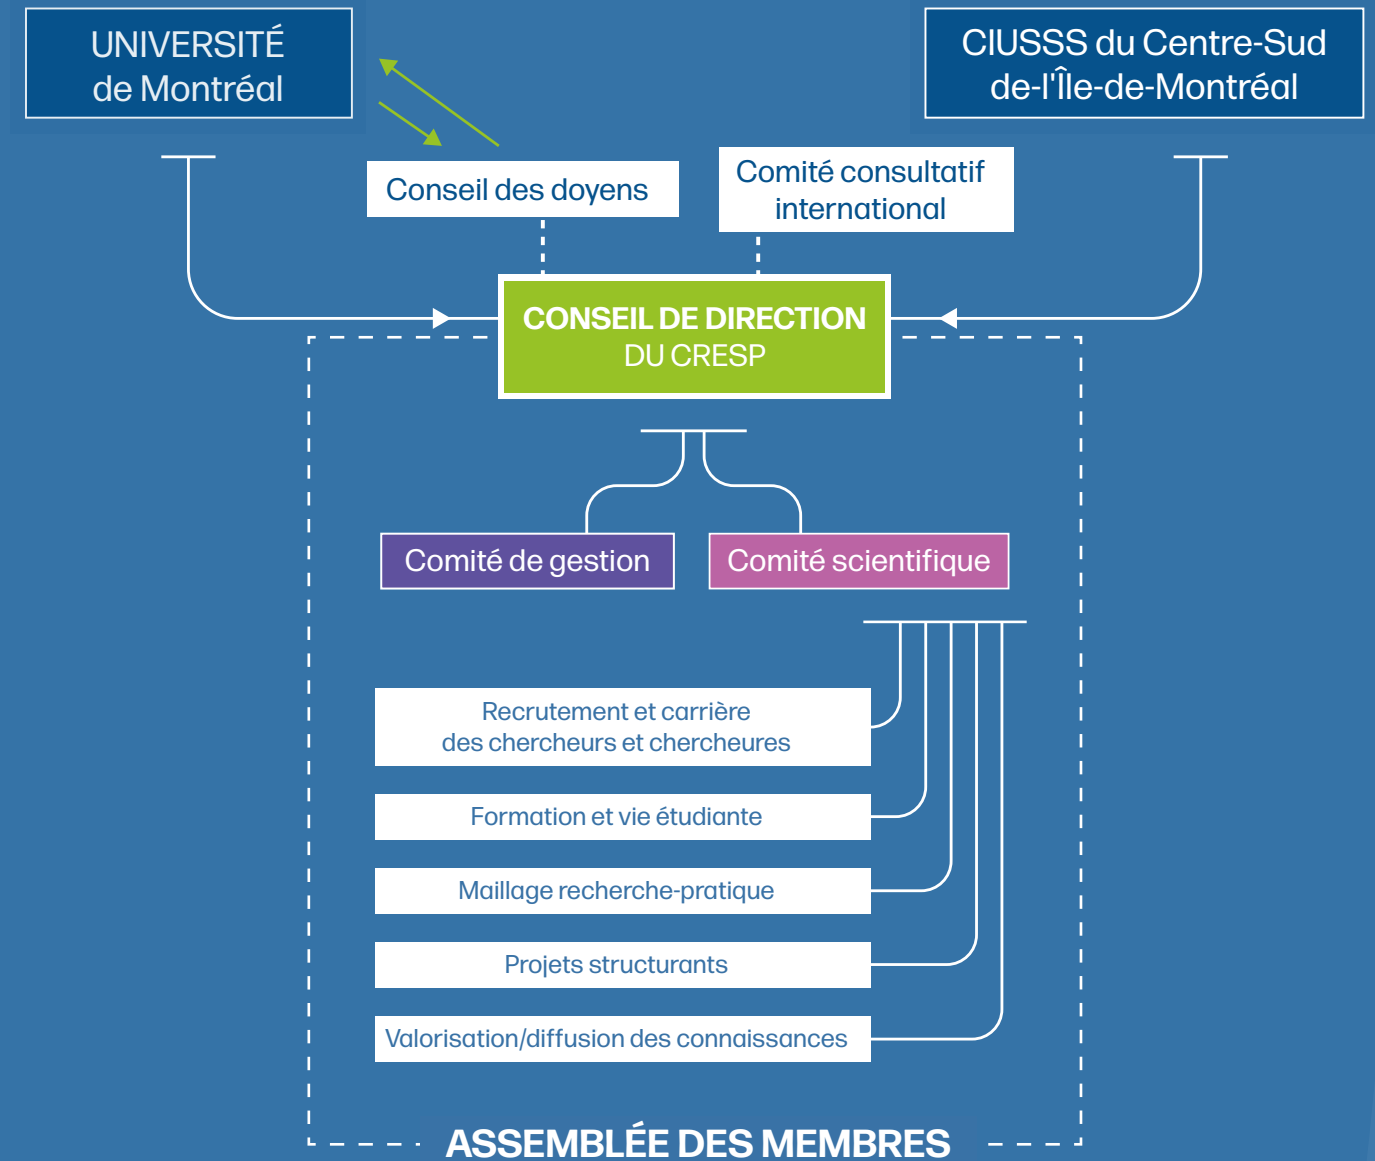 UNIVERSITÉ
de Montréal
CIUSSS du Centre-Sud
de-l'Île-de-Montréal
Conseil des doyens
Comité consultatif
international
CONSEIL DE DIRECTION
DU CRESP
Comité de gestion
Comité scientifique
Recrutement et carrière
des chercheurs et chercheures
Formation et vie étudiante
Maillage recherche-pratique
Projets structurants
Valorisation/diffusion des connaissances
ASSEMBLÉE DES MEMBRES